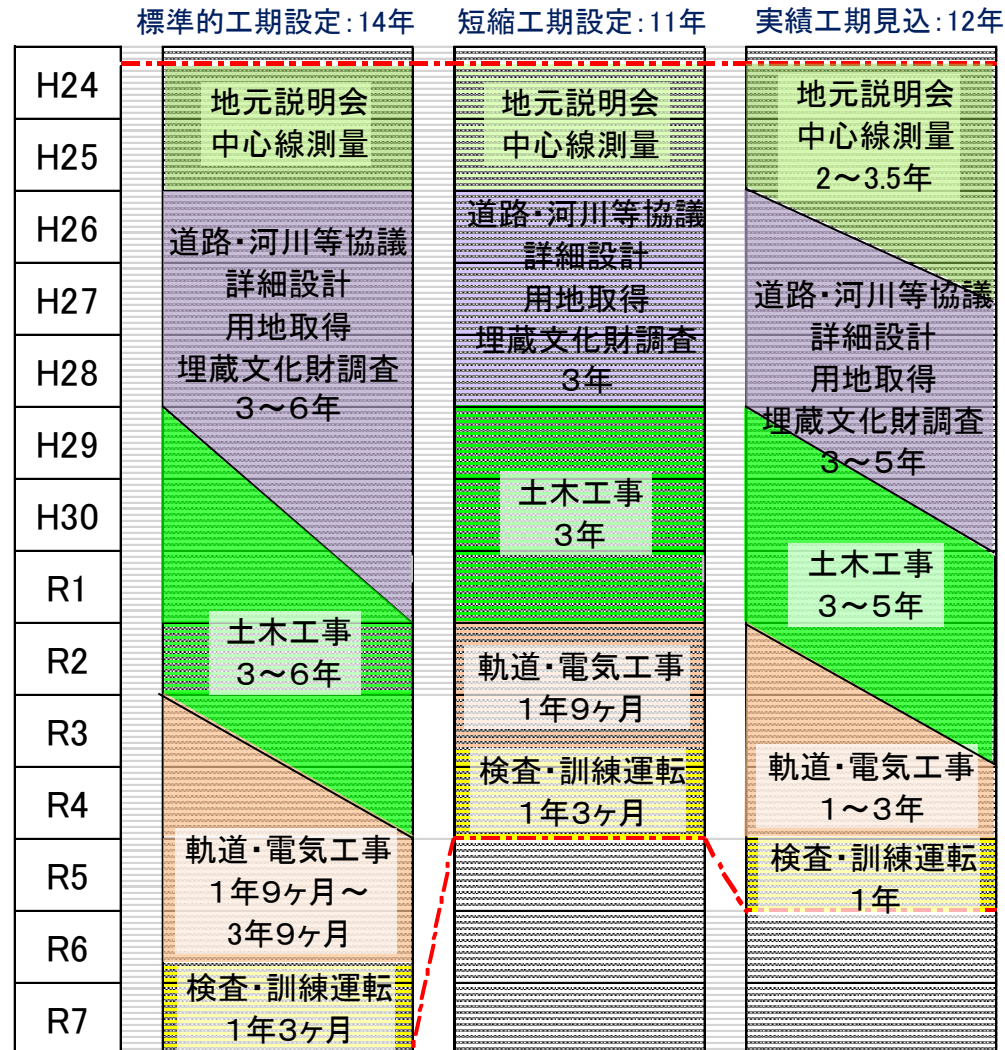 標準的工期設定:14年
短縮工期設定:11年
実績工期見込:12年
H24
H25
H26
H27
H28
H29
H30
R1
R2
R3
R4
R5
R6
R7
地元説明会
中心線測量
道路・河川等協議
詳細設計
用地取得
埋蔵文化財調査
3~6年
土木工事
3~6年
軌道・電気工事
1年9ヶ月~
3年9ヶ月
検査・訓練運転
1年3ヶ月
地元説明会
中心線測量
道路・河川等協議
詳細設計
用地取得
埋蔵文化財調査
3年
土木工事
3年
軌道・電気工事
1年9ヶ月
検査・訓練運転
1年3ヶ月
地元説明会
中心線測量
2~3.5年
道路・河川等協議
詳細設計
用地取得
埋蔵文化財調査
3~5年
土木工事
3~5年
軌道・電気工事
1~3年
検査・訓練運転
1年